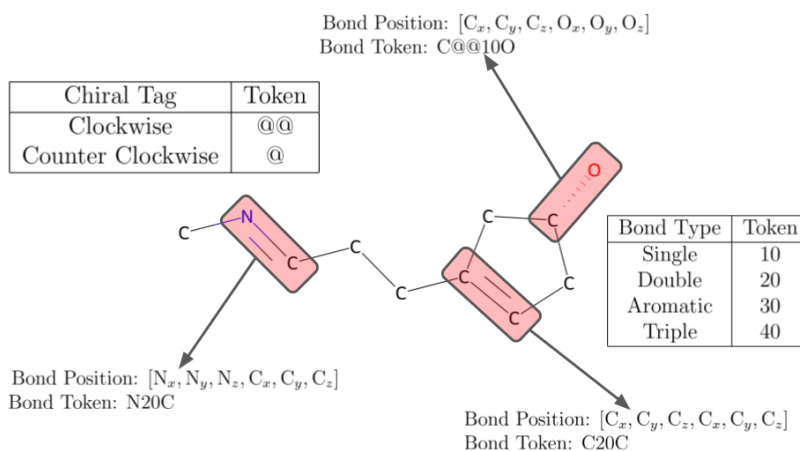 Bond Position: [Cx, Cy, Cz, Ox, Oy, Oz]
Bond Token: C@@10O
Chiral Tag Token
Clockwise @@
Counter Clockwise @
O
N
C
C
C
C
C
C
C
C
C
C
Bond Type Token
Single 10
Double 20
Aromatic 30
Triple 40
Bond Position: [Nx, Ny, Nz, Cx, Cy, Cz]
Bond Token: N20C
Bond Position: [Cx, Cy, Cz, Cx, Cy, Cz]
Bond Token: C20C